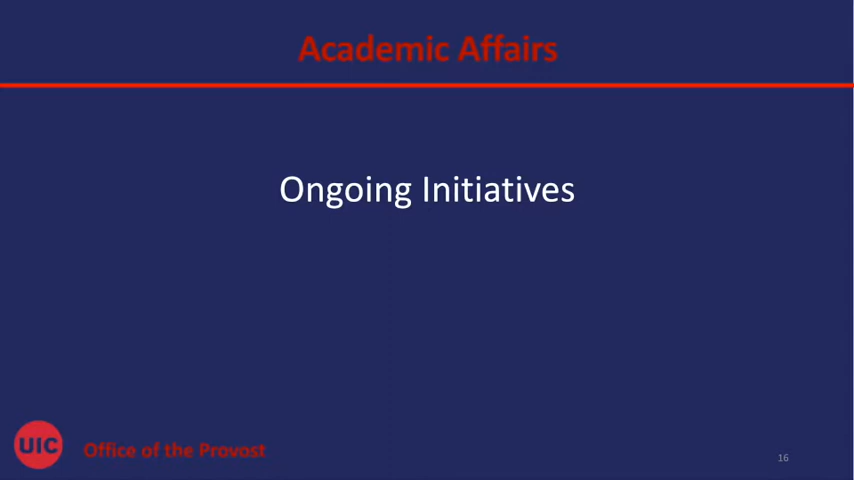 Academic Affairs
Ongoing Initiatives
UIC
Office of the Provost
16